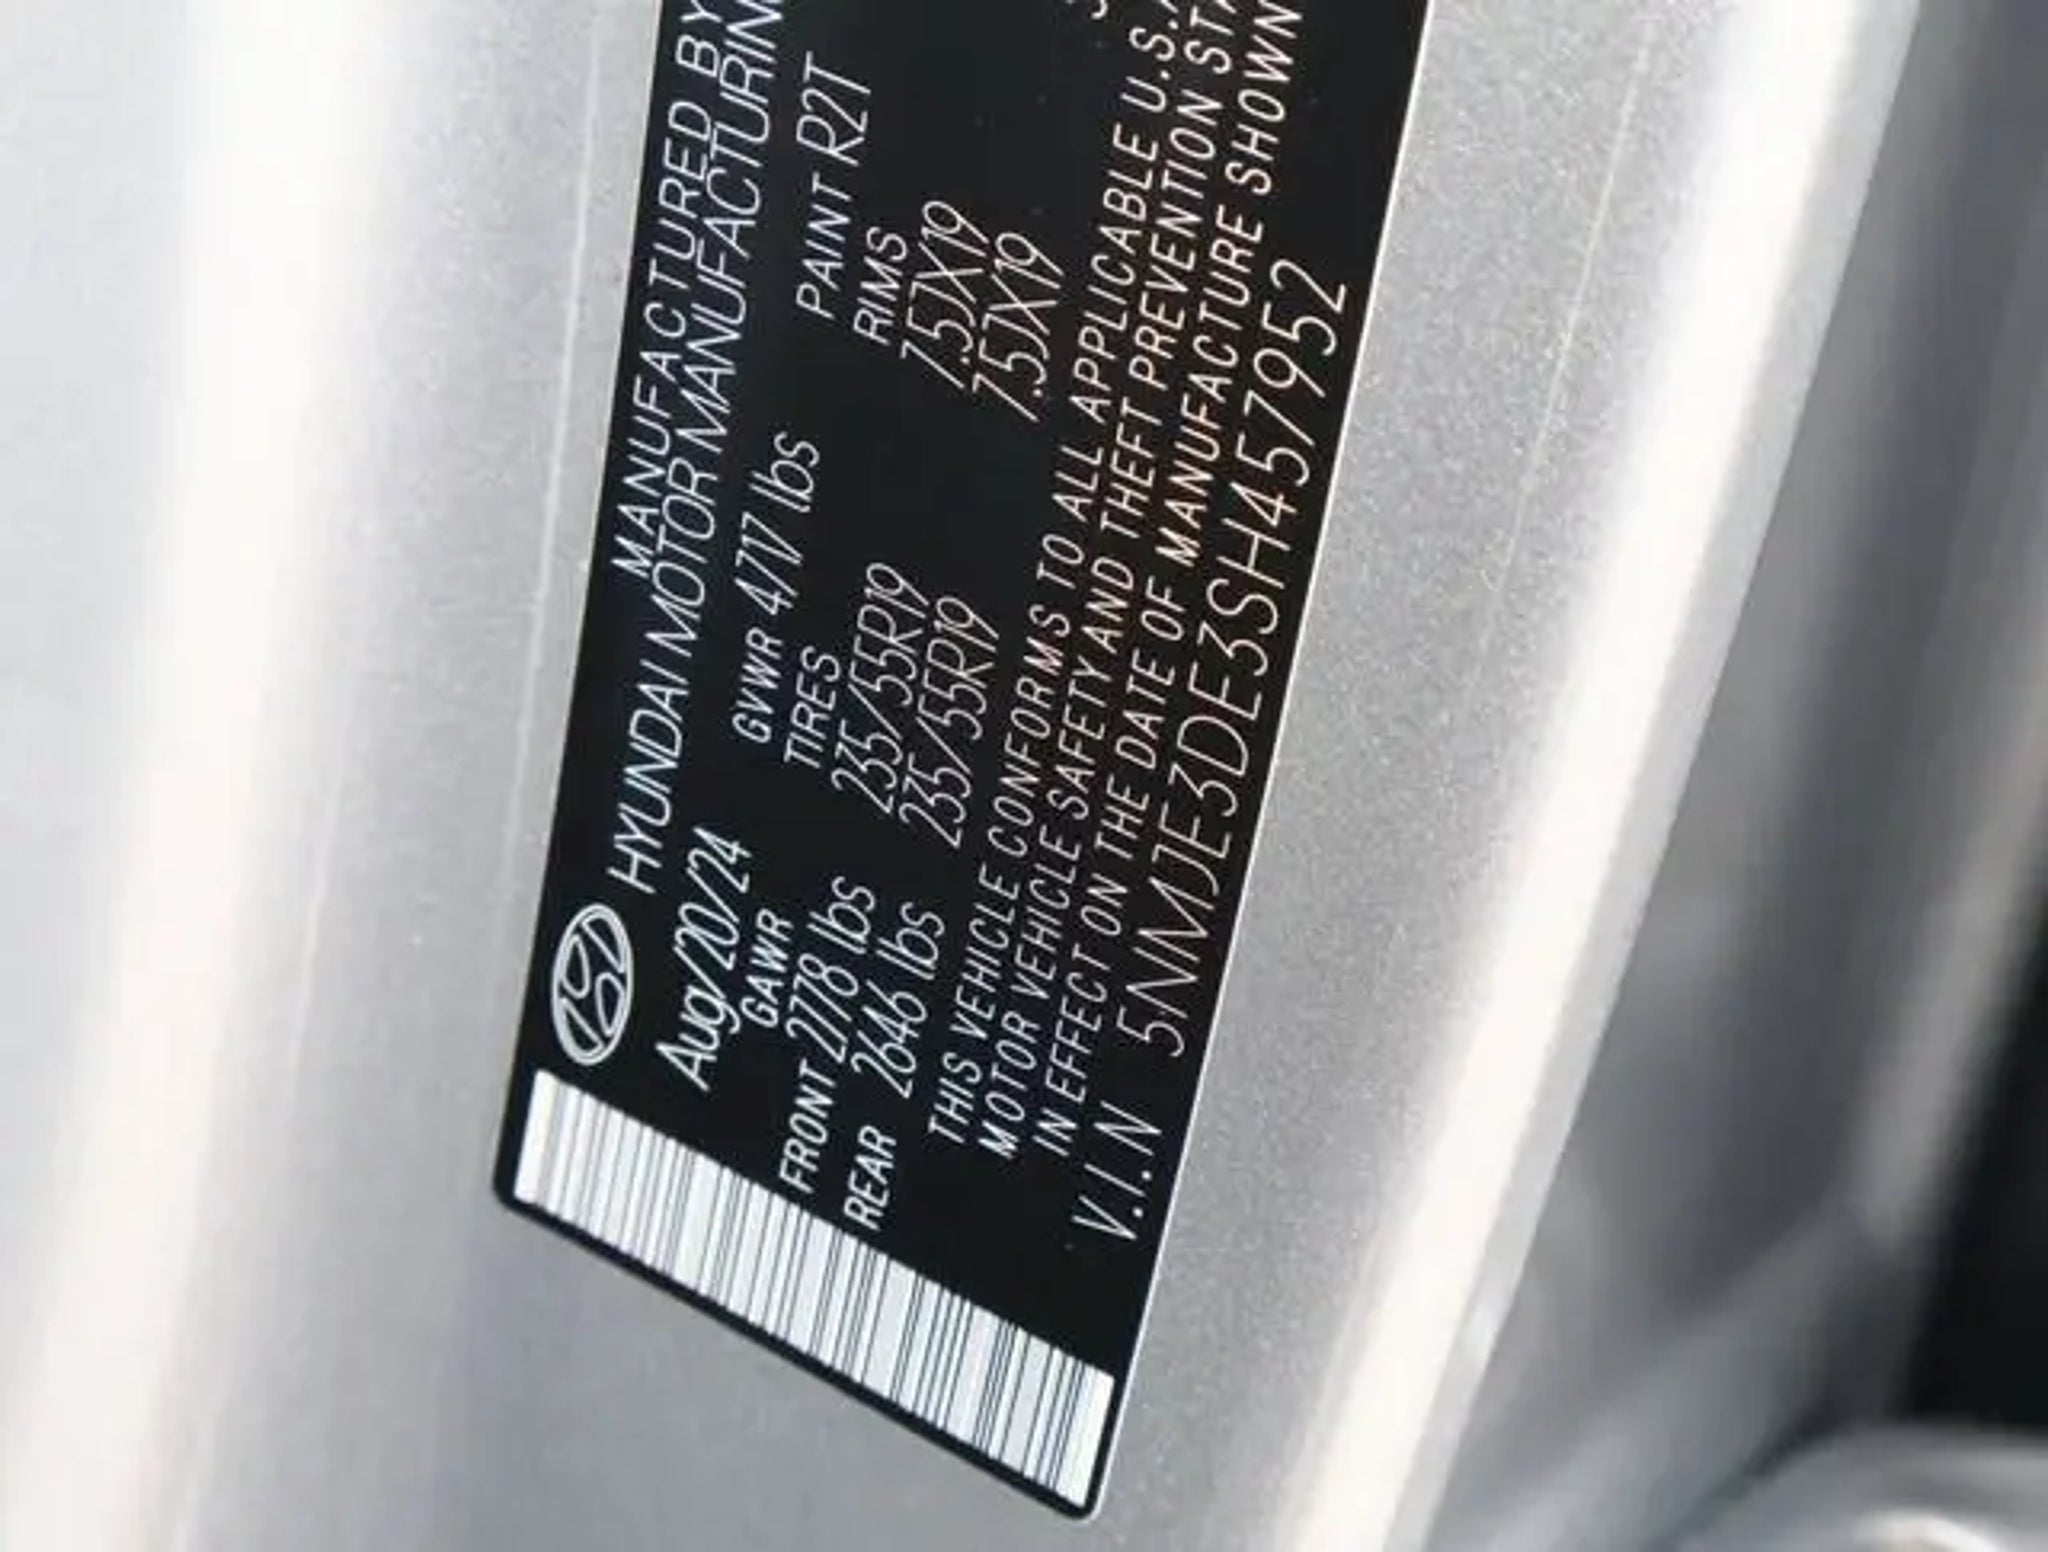 MANUFACTURED BY
HYUNDAI MOTOR MANUFACTURING
Aug/20/24 GVWR 4717 lbs PAINT R2T
GAWR TIRES RIMS
FRONT 2778 lbs 235/55R19 7.5JX19
REAR 2646 lbs 235/55R19 7.5JX19
THIS VEHICLE CONFORMS TO ALL APPLICABLE U.S.A
MOTOR VEHICLE SAFETY AND THEFT PREVENTION STA
IN EFFECT ON THE DATE OF MANUFACTURE SHOWN
V.I.N 5NMJE3DE3SH457952